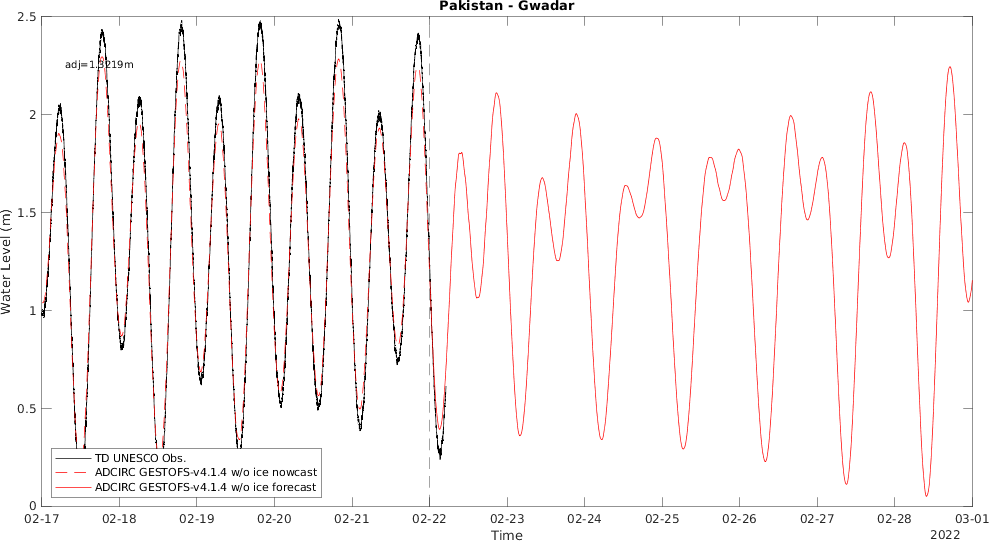 Pakistan - Gwadar
2.5
2
1.5
1
0.5
0
Water Level (m)
adj=1.3219m
TD UNESCO Obs.
ADCIRC GESTOFS-v4.1.4 w/o ice nowcast
ADCIRC GESTOFS-v4.1.4 w/o ice forecast
02-17 02-18 02-19 02-20 02-21 02-22 02-23 02-24 02-25 02-26 02-27 02-28 03-01
Time
2022